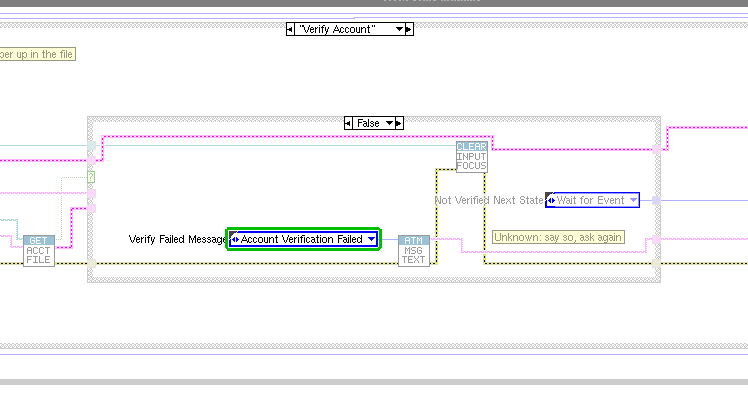 "Verify Account"
per up in the file
False
CLEAR
INPUT
FOCUS
?
Not Verified Next State
Wait for Event
GET
ACCT
FILE
Verify Failed Message
Account Verification Failed
ATM
MSG
TEXT
Unknown: say so, ask again